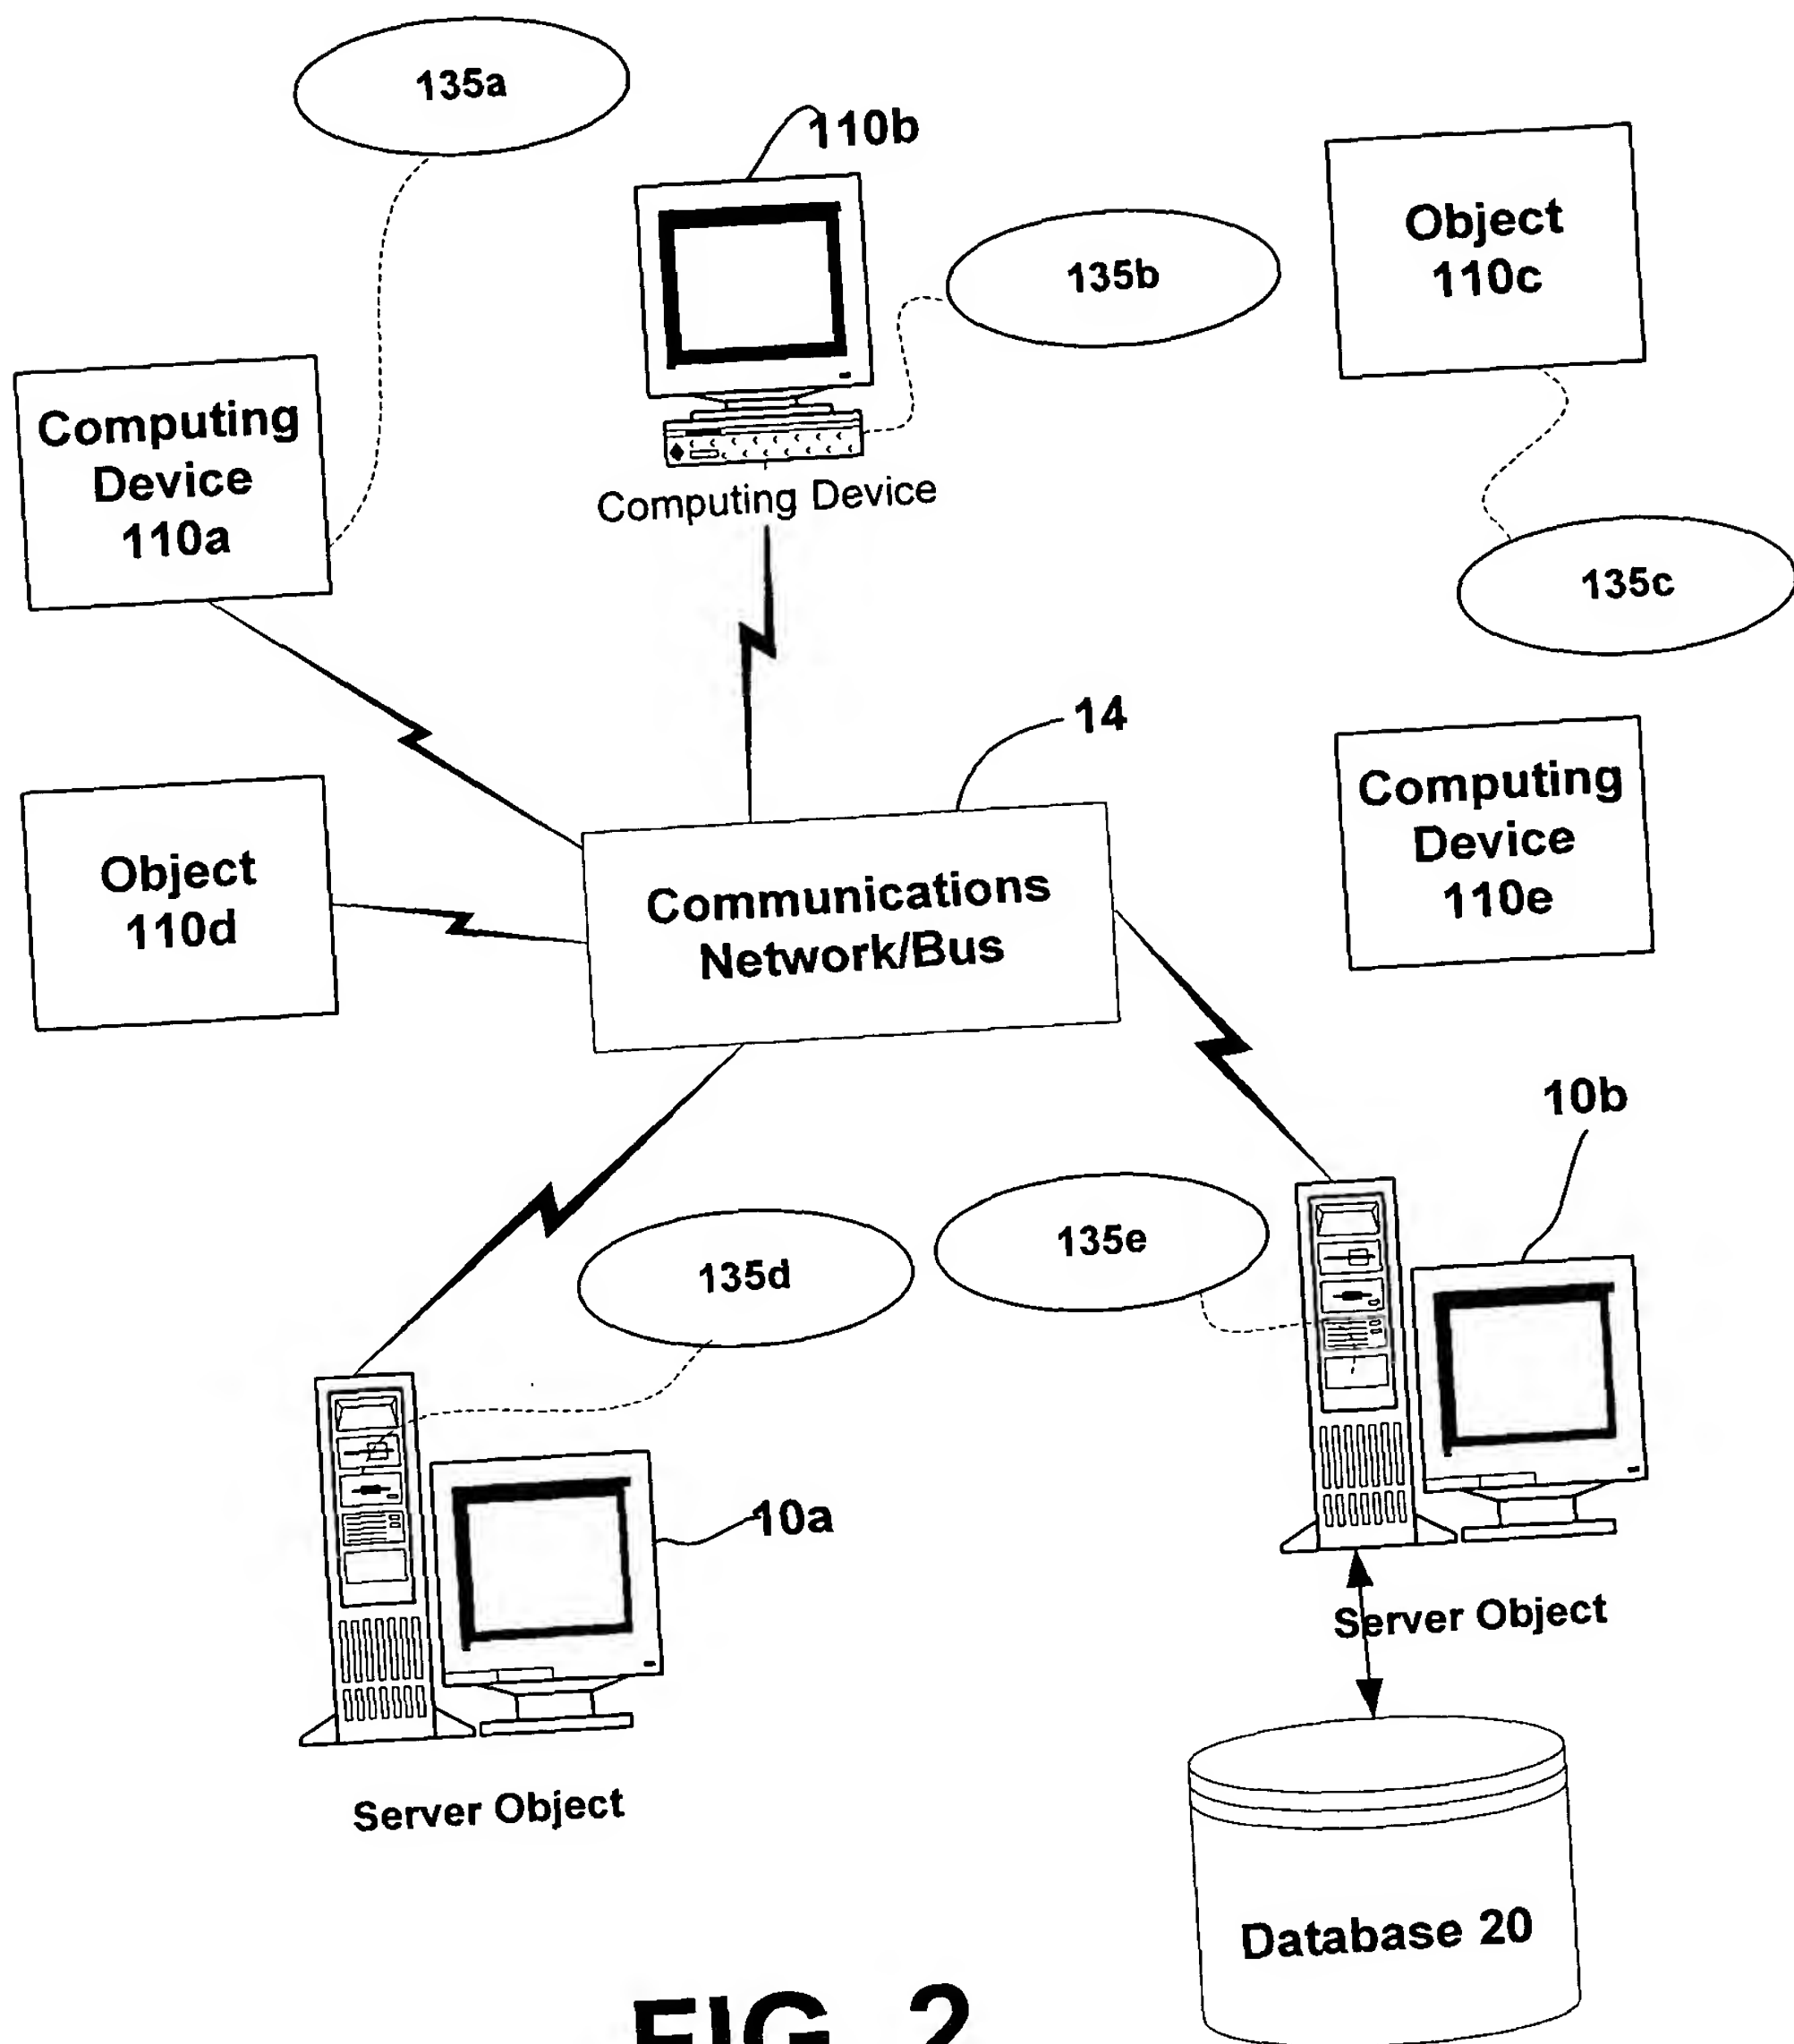 135a
110b
Object
110c
135b
Computing
Device
110a
Computing Device
135c
14
Computing
Device
110e
Object
110d
Communications
Network/Bus
10b
135e
135d
10a
Server Object
Server Object
Database 20
FIG. 2